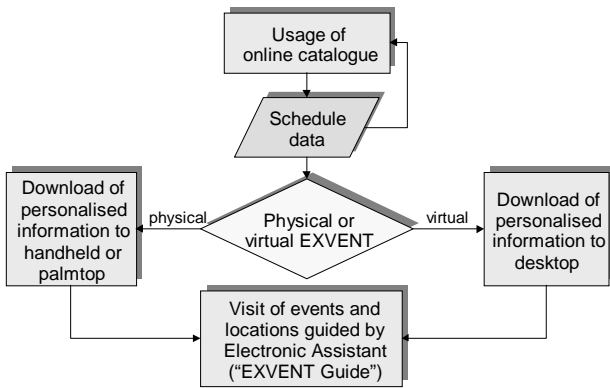 Usage of
online catalogue
Schedule
data
Physical or
virtual EXVENT
physical
virtual
Download of
personalised
information to
handheld or
palmtop
Download of
personalised
information to
desktop
Visit of events and
locations guided by
Electronic Assistant
(“EXVENT Guide”)